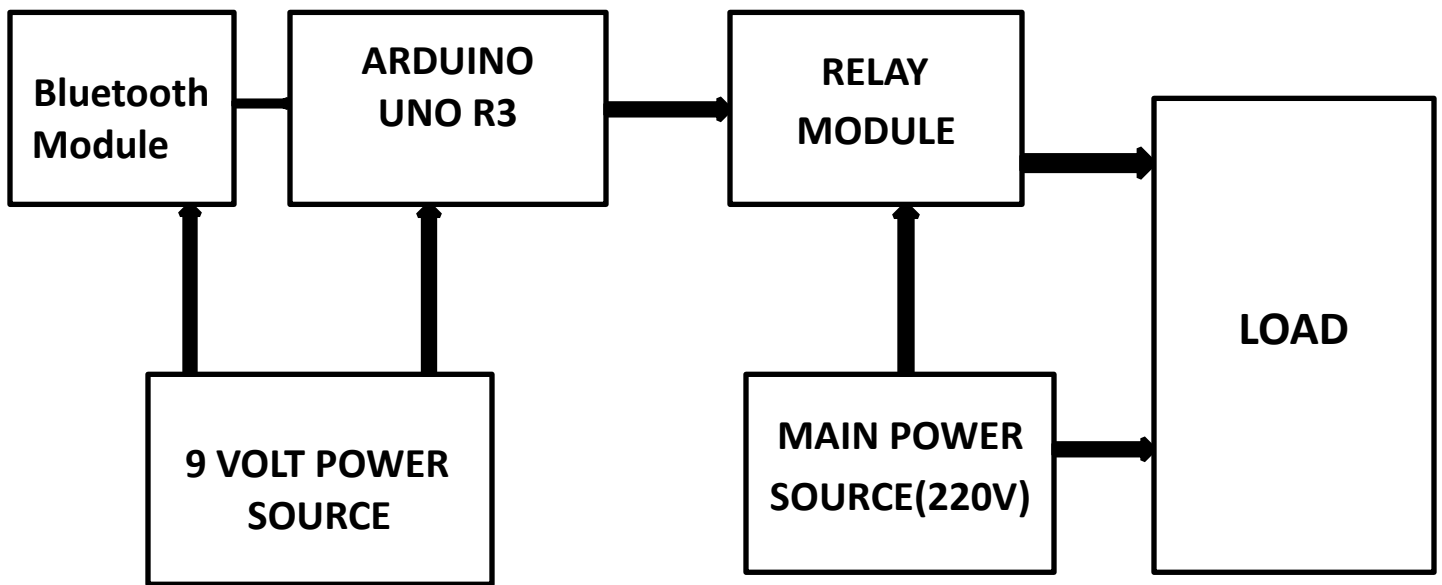 Bluetooth
Module
ARDUINO
UNO R3
RELAY
MODULE
LOAD
9 VOLT POWER
SOURCE
MAIN POWER
SOURCE(220V)